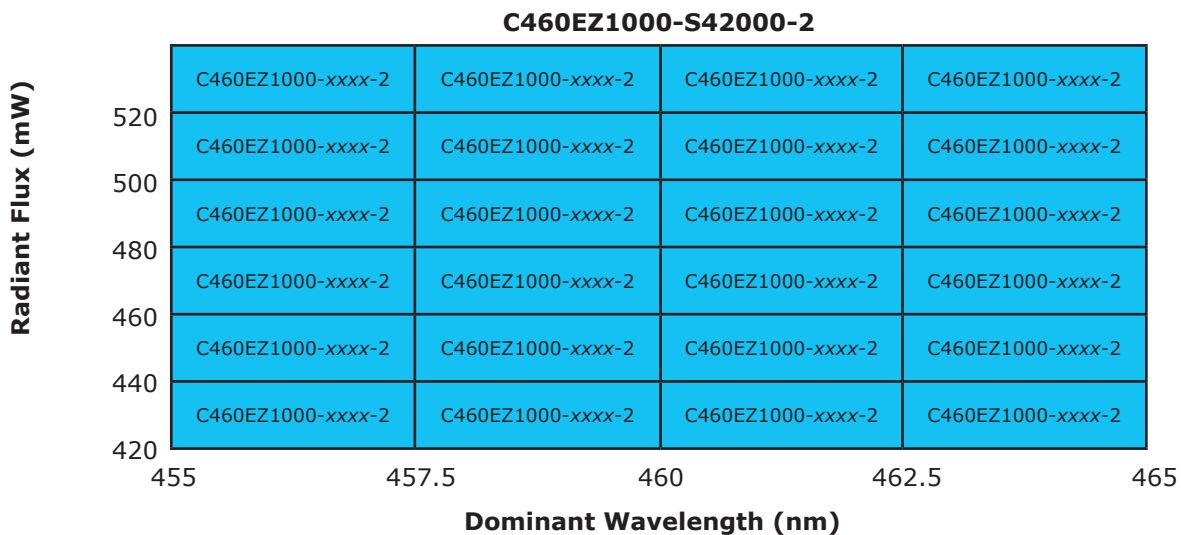 C460EZ1000-S42000-2
Radiant Flux (mW)
C460EZ1000-xxxx-2 C460EZ1000-xxxx-2 C460EZ1000-xxxx-2 C460EZ1000-xxxx-2
520
C460EZ1000-xxxx-2 C460EZ1000-xxxx-2 C460EZ1000-xxxx-2 C460EZ1000-xxxx-2
500
C460EZ1000-xxxx-2 C460EZ1000-xxxx-2 C460EZ1000-xxxx-2 C460EZ1000-xxxx-2
480
C460EZ1000-xxxx-2 C460EZ1000-xxxx-2 C460EZ1000-xxxx-2 C460EZ1000-xxxx-2
460
C460EZ1000-xxxx-2 C460EZ1000-xxxx-2 C460EZ1000-xxxx-2 C460EZ1000-xxxx-2
440
C460EZ1000-xxxx-2 C460EZ1000-xxxx-2 C460EZ1000-xxxx-2 C460EZ1000-xxxx-2
420
455 457.5 460 462.5 465
Dominant Wavelength (nm)